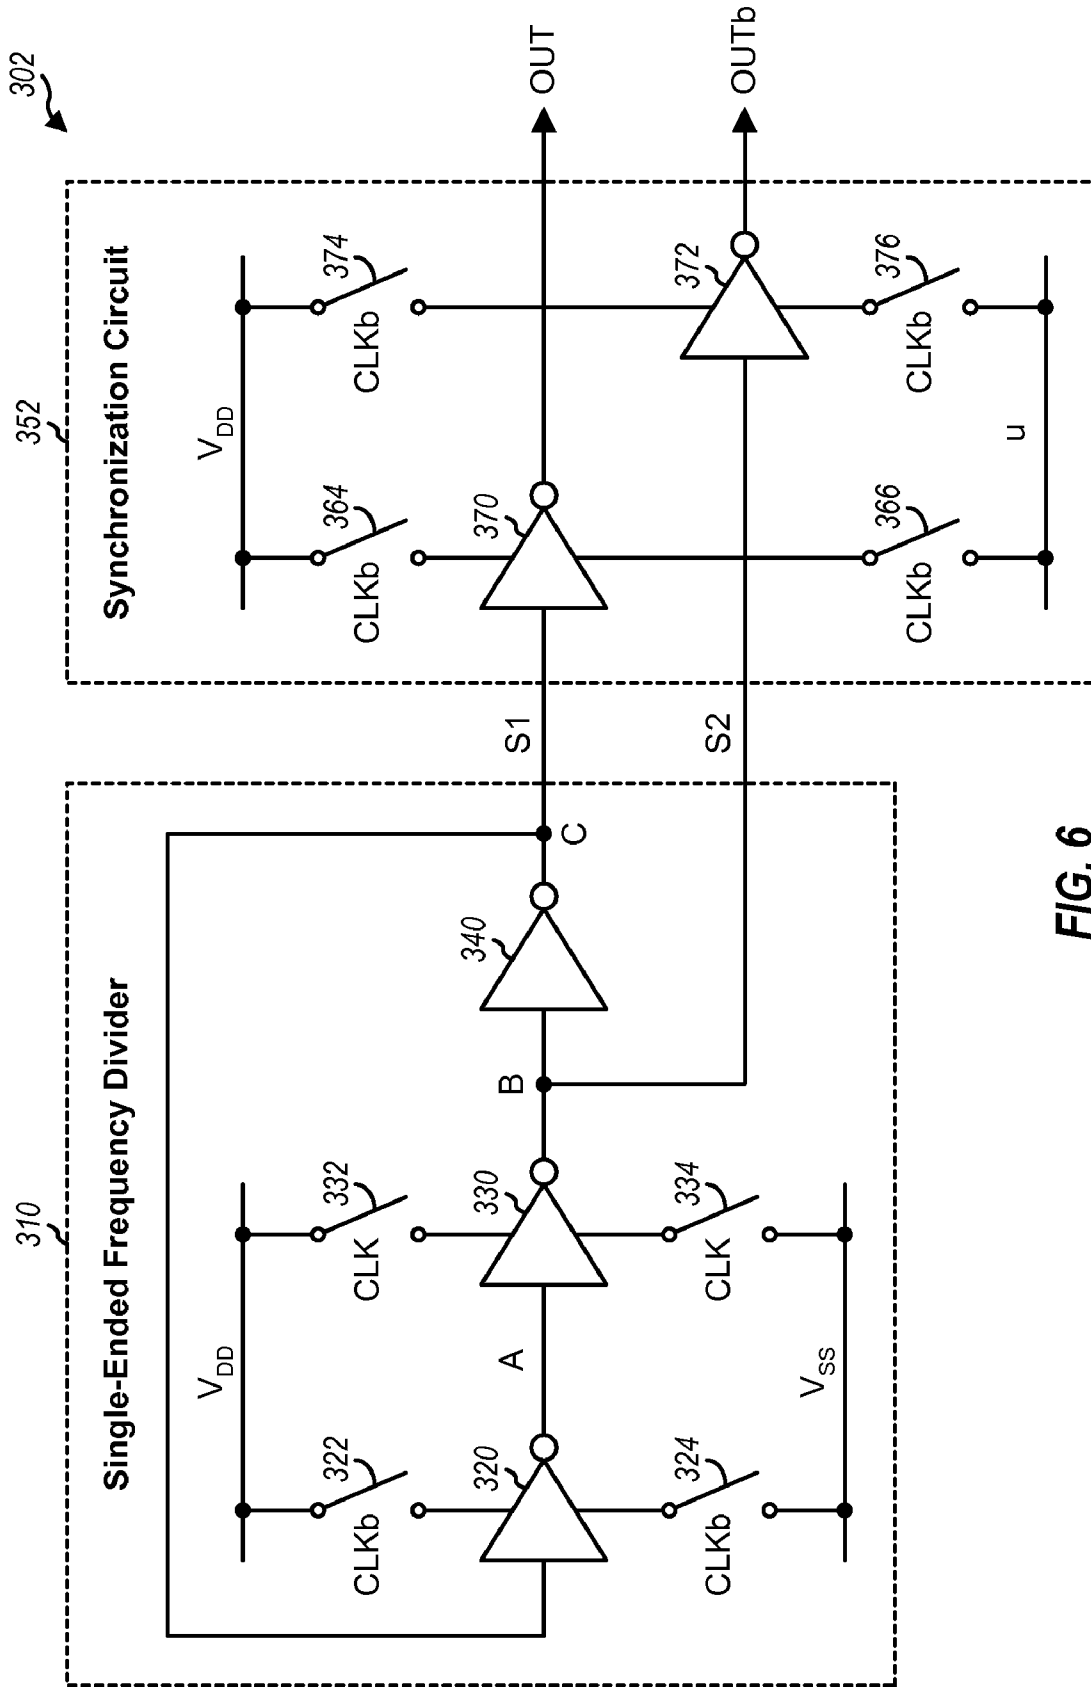 302
310
Single-Ended Frequency Divider
VDD
322
CLKb
332
CLK
320
330
340
A
B
C
324
CLKb
334
CLK
VSS
S1
S2
352
Synchronization Circuit
VDD
364
CLKb
374
CLKb
370
372
366
CLKb
376
CLKb
u
OUT
OUTb
FIG. 6